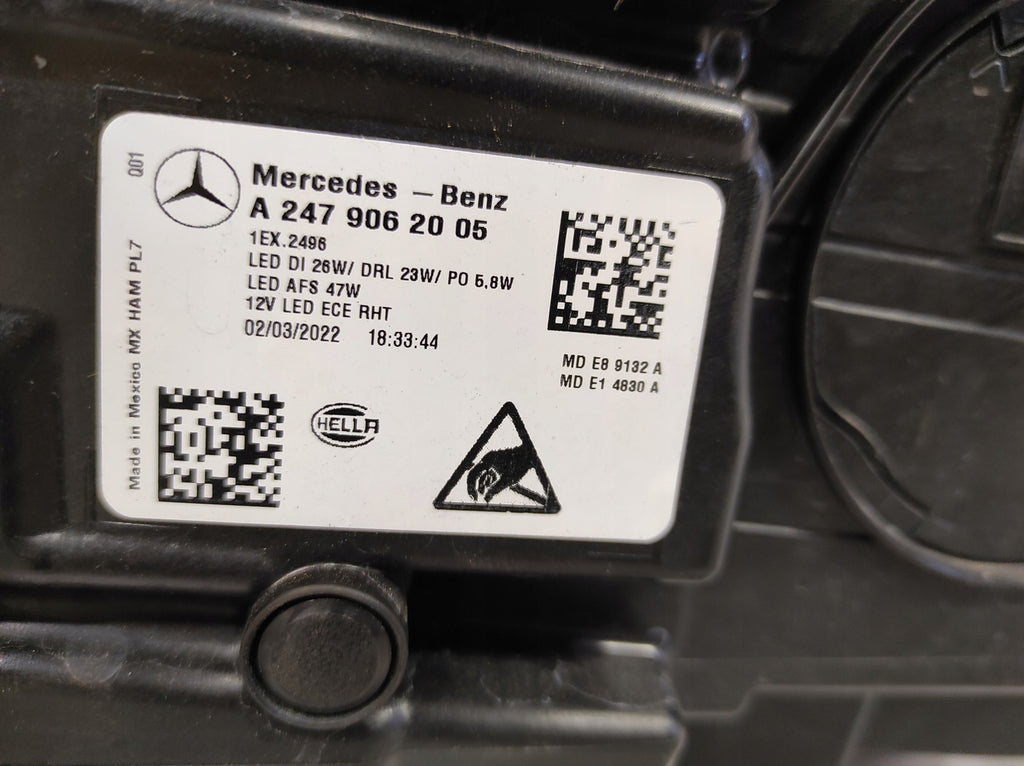 Q01
Mercedes - Benz
A 247 906 20 05
1EX.2496
LED DI 26W/ DRL 23W/ PO 5,8W
LED AFS 47W
12V LED ECE RHT
02/03/2022 18:33:44
MD E8 9132 A
MD E1 4830 A
Made in Mexico MX HAM PL7
HELLA